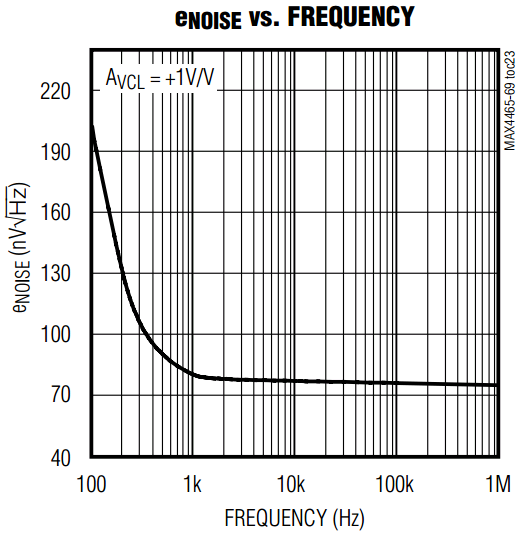 eNOISE vs. FREQUENCY
AVCL = +1V/V
MAX4465-69 toc23
eNOISE (nV√Hz)
220
190
160
130
100
70
40
100 1k 10k 100k 1M
FREQUENCY (Hz)